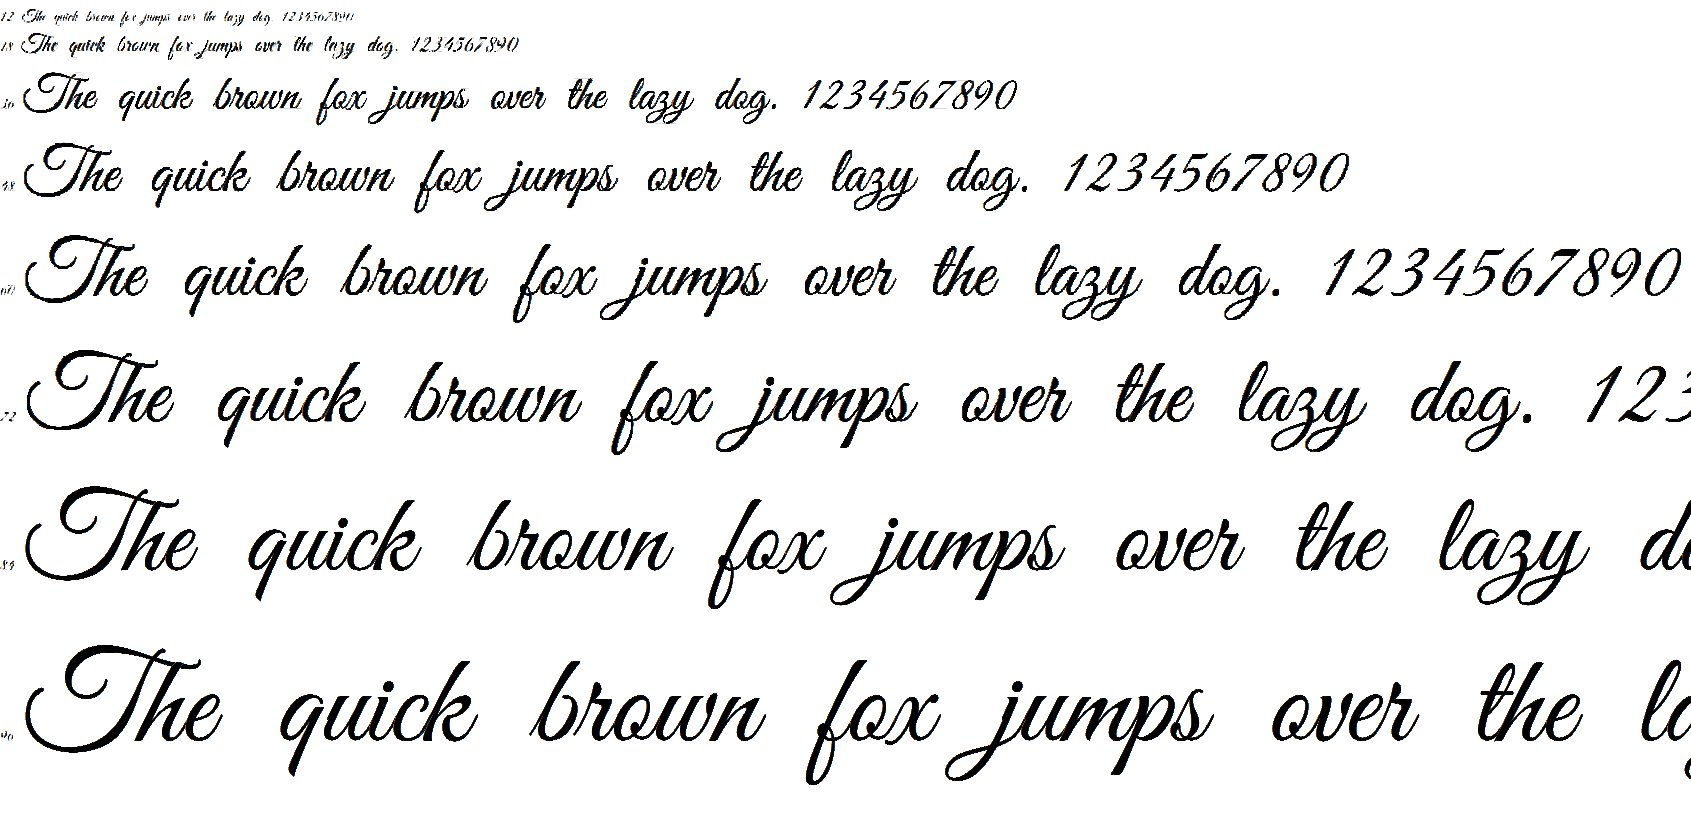 12 The quick brown fox jumps over the lazy dog. 1234567890
18 The quick brown fox jumps over the lazy dog. 1234567890
36 The quick brown fox jumps over the lazy dog. 1234567890
48 The quick brown fox jumps over the lazy dog. 1234567890
60 The quick brown fox jumps over the lazy dog. 1234567890
72 The quick brown fox jumps over the lazy dog. 123
84 The quick brown fox jumps over the lazy d
90 The quick brown fox jumps over the la